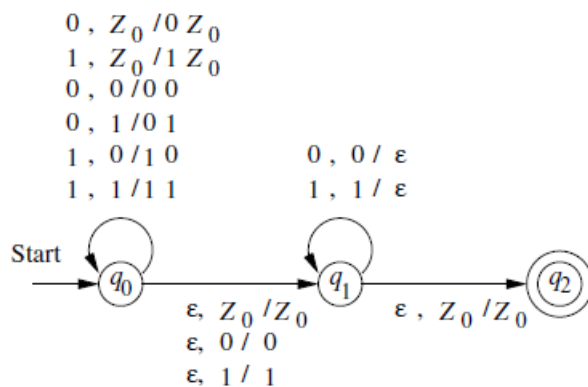 0 , Z0 / 0 Z0
1 , Z0 / 1 Z0
0 , 0 / 0 0
0 , 1 / 0 1
1 , 0 / 1 0
1 , 1 / 1 1
0 , 0 / ε
1 , 1 / ε
Start
q0
q1
q2
ε, Z0 / Z0
ε, 0 / 0
ε, 1 / 1
ε , Z0 / Z0